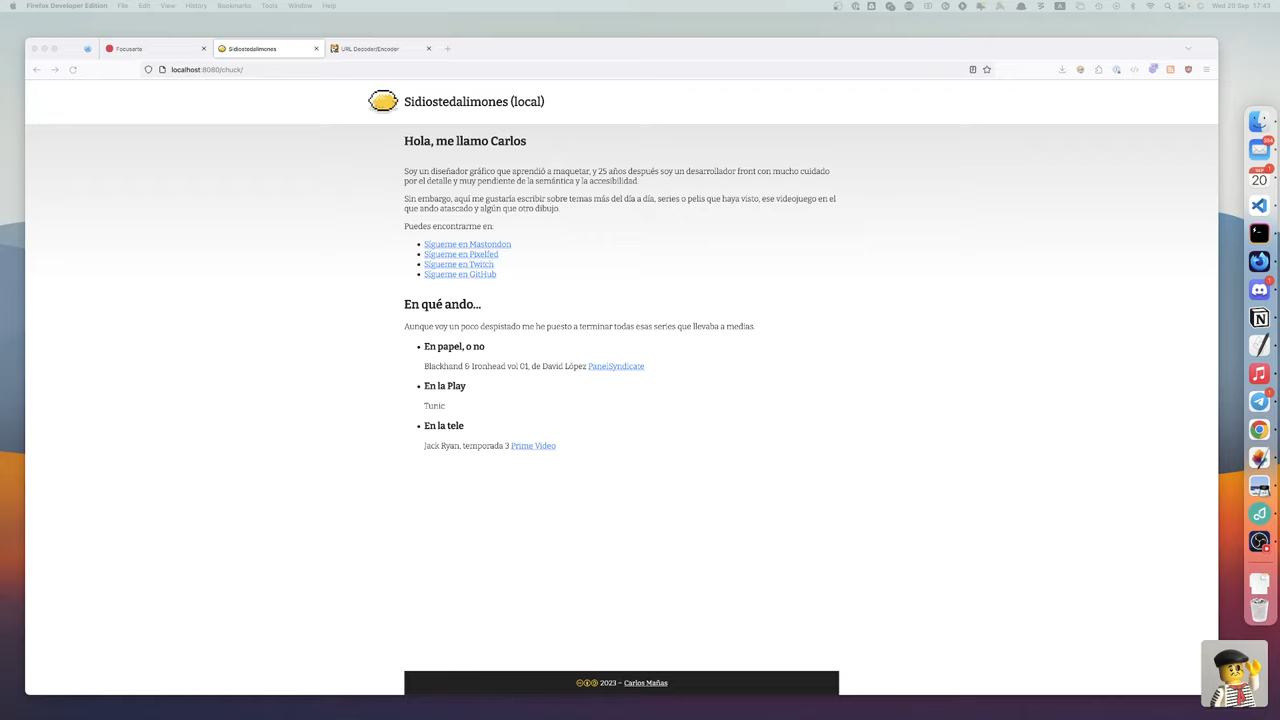 Firefox Developer Edition File Edit View History Bookmarks Tools Window Help Wed 20 Sep 17:43
Focusarte Sidiostedalimones URL Decoder/Encoder
localhost:8080/chuck/
Sidiostedalimones (local)
Hola, me llamo Carlos
Soy un diseñador gráfico que aprendió a maquetar, y 25 años después soy un desarrollador front con mucho cuidado
por el detalle y muy pendiente de la semántica y la accesibilidad.
Sin embargo, aquí me gustaría escribir sobre temas más del día a día, series o pelis que haya visto, ese videojuego en el
que ando atascado y algún que otro dibujo.
Puedes encontrarme en:
Sígueme en Mastondon
Sígueme en Pixelfed
Sígueme en Twitch
Sígueme en GitHub
En qué ando...
Aunque voy un poco despistado me he puesto a terminar todas esas series que llevaba a medias.
En papel, o no
Blackhand & Ironhead vol 01, de David López PanelSyndicate
En la Play
Tunic
En la tele
Jack Ryan, temporada 3 Prime Video
2023 – Carlos Mañas
20